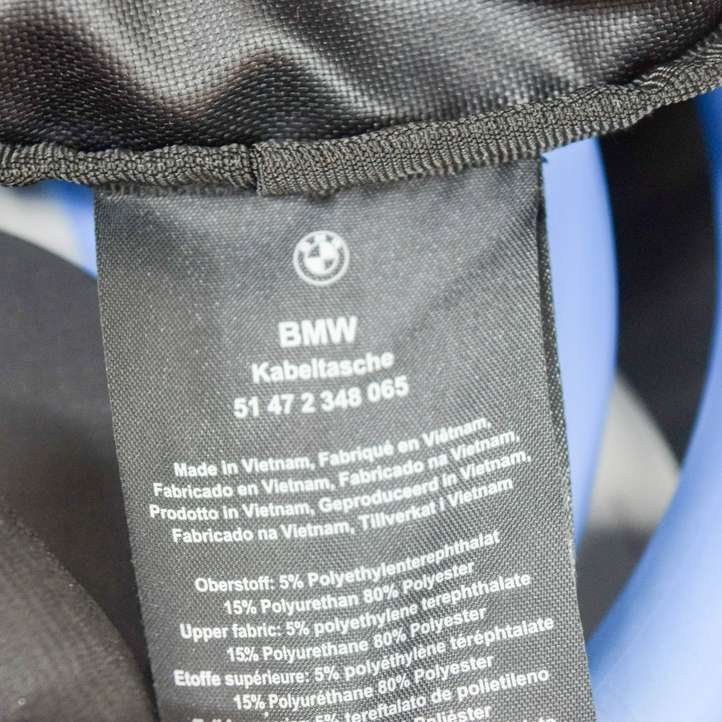 BMW
Kabeltasche
51 47 2 348 065
Made in Vietnam, Fabriqué en Viêtnam,
Fabricado en Vietnam, Fabricado na Vietnam,
Prodotto in Vietnam, Geproduceerd in Vietnam,
Fabricado na Vietnam, Tillverkat i Vietnam
Oberstoff: 5% Polyethylenterephthalat
15% Polyurethan 80% Polyester
Upper fabric: 5% polyethylene terephthalate
15% Polyurethane 80% Polyester
Etoffe supérieure: 5% polyéthylène téréphtalate
15% Polyuréthane 80% Polyester
5% tereftalato de polietileno